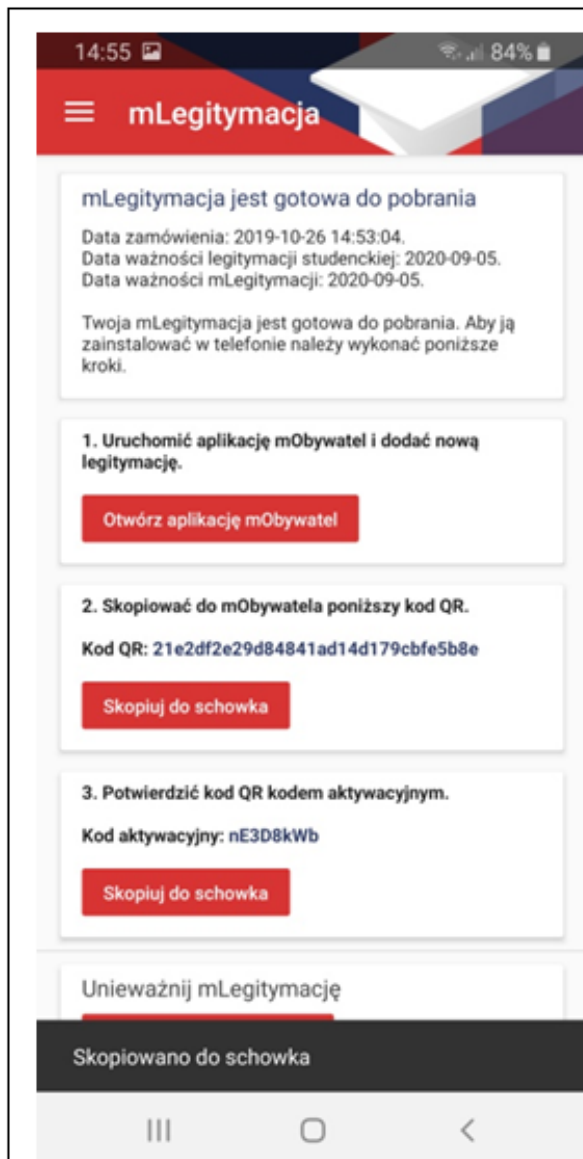 14:55 84%
mLegitymacja
mLegitymacja jest gotowa do pobrania
Data zamówienia: 2019-10-26 14:53:04.
Data ważności legitymacji studenckiej: 2020-09-05.
Data ważności mLegitymacji: 2020-09-05.
Twoja mLegitymacja jest gotowa do pobrania. Aby ją
zainstalować w telefonie należy wykonać poniższe
kroki.
1. Uruchomić aplikację mObywatel i dodać nową
legitymację.
Otwórz aplikację mObywatel
2. Skopiować do mObywatela poniższy kod QR.
Kod QR: 21e2df2e29d84841ad14d179cbfe5b8e
Skopiuj do schowka
3. Potwierdzić kod QR kodem aktywacyjnym.
Kod aktywacyjny: nE3D8kWb
Skopiuj do schowka
Unieważnij mLegitymację
Skopiowano do schowka